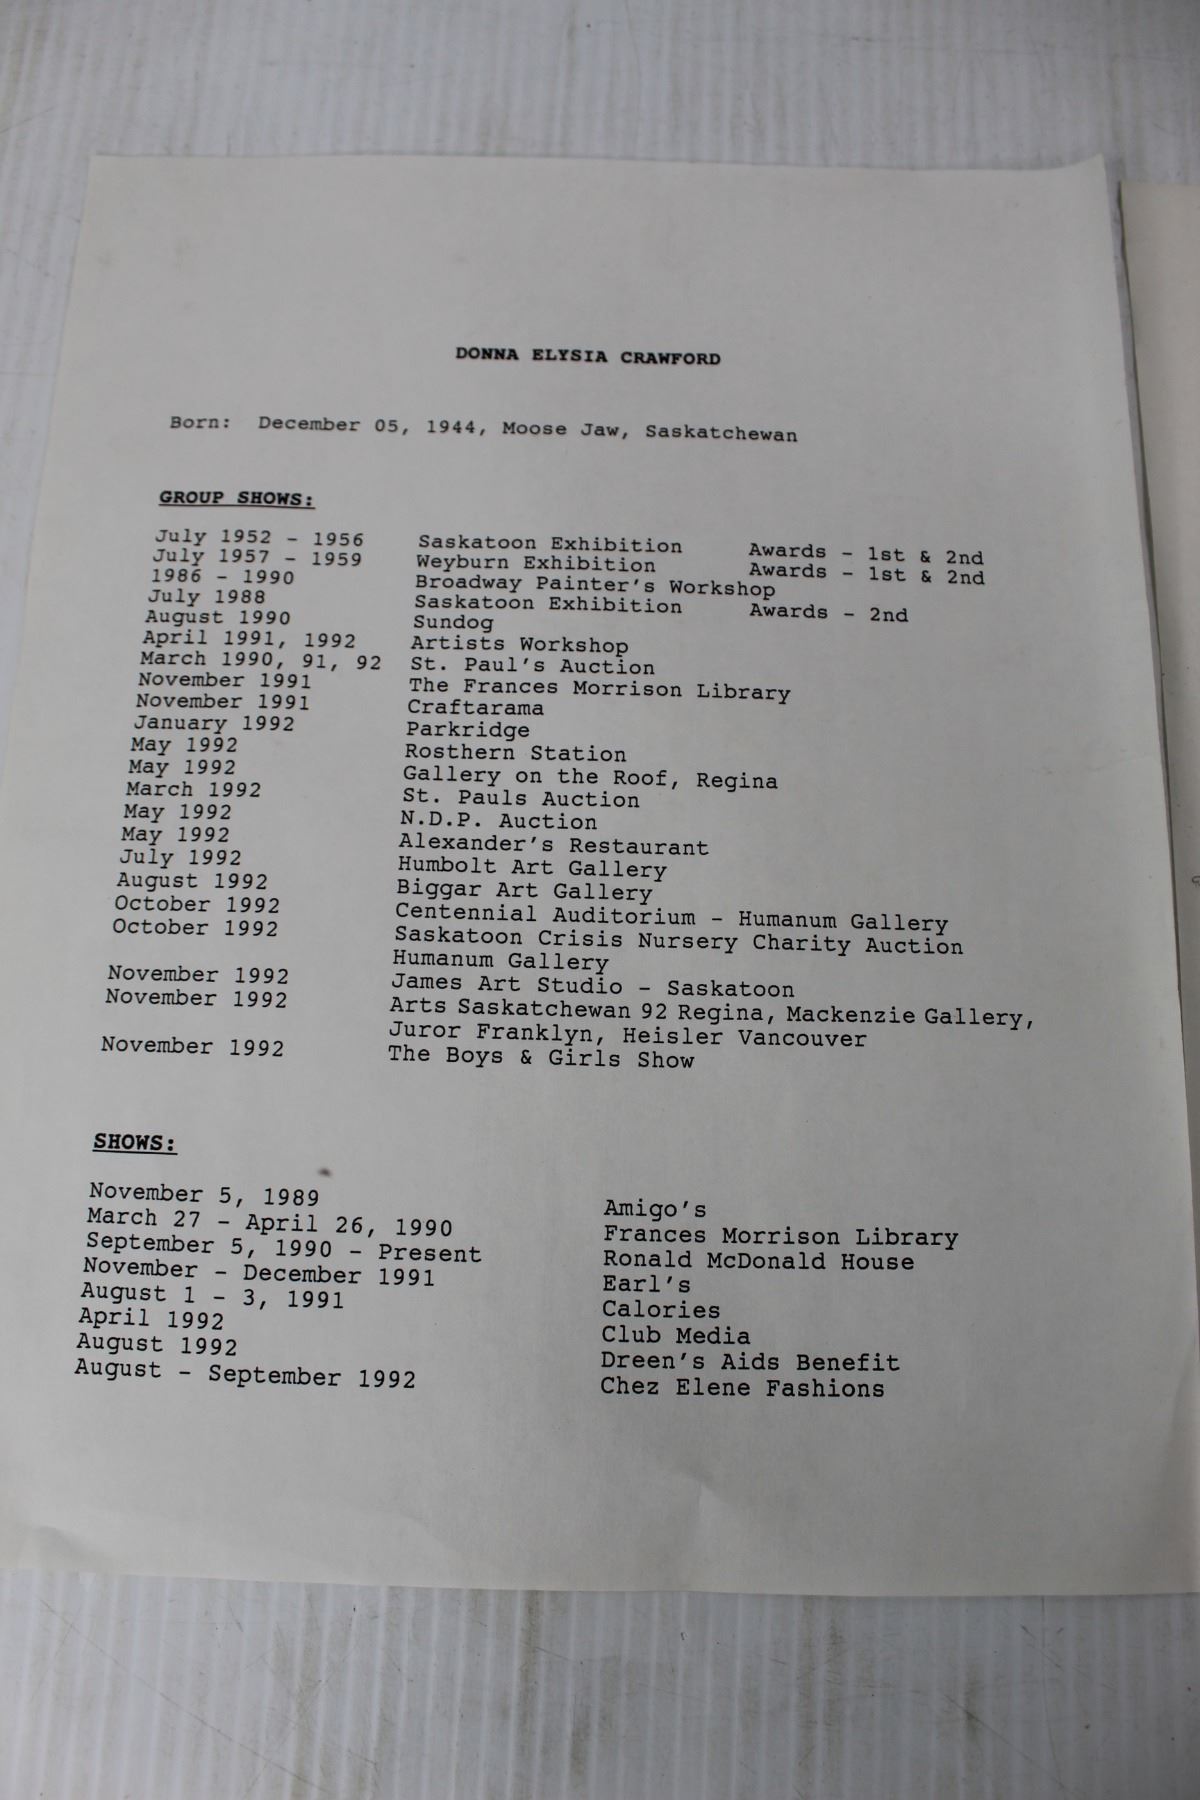 DONNA ELYSIA CRAWFORD
Born: December 05, 1944, Moose Jaw, Saskatchewan
GROUP SHOWS:
July 1952 - 1956 Saskatoon Exhibition Awards - 1st & 2nd
July 1957 - 1959 Weyburn Exhibition Awards - 1st & 2nd
1986 - 1990 Broadway Painter's Workshop
July 1988 Saskatoon Exhibition Awards - 2nd
August 1990 Sundog
April 1991, 1992 Artists Workshop
March 1990, 91, 92 St. Paul's Auction
November 1991 The Frances Morrison Library
November 1991 Craftarama
January 1992 Parkridge
May 1992 Rosthern Station
May 1992 Gallery on the Roof, Regina
March 1992 St. Pauls Auction
May 1992 N.D.P. Auction
May 1992 Alexander's Restaurant
July 1992 Humbolt Art Gallery
August 1992 Biggar Art Gallery
October 1992 Centennial Auditorium - Humanum Gallery
October 1992 Saskatoon Crisis Nursery Charity Auction
Humanum Gallery
November 1992 James Art Studio - Saskatoon
November 1992 Arts Saskatchewan 92 Regina, Mackenzie Gallery,
Juror Franklyn, Heisler Vancouver
November 1992 The Boys & Girls Show
SHOWS:
November 5, 1989 Amigo's
March 27 - April 26, 1990 Frances Morrison Library
September 5, 1990 - Present Ronald McDonald House
November - December 1991 Earl's
August 1 - 3, 1991 Calories
April 1992 Club Media
August 1992 Dreen's Aids Benefit
August - September 1992 Chez Elene Fashions